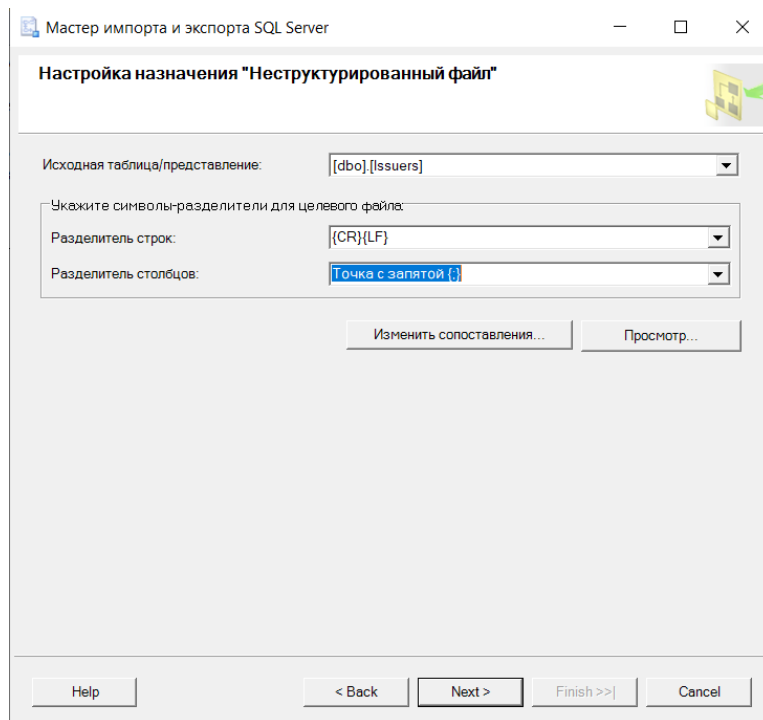 Мастер импорта и экспорта SQL Server
Настройка назначения "Неструктурированный файл"
Исходная таблица/представление: [dbo].[Issuers]
Укажите символы-разделители для целевого файла:
Разделитель строк: {CR}{LF}
Разделитель столбцов: Точка с запятой {;}
Изменить сопоставления... Просмотр...
Help < Back Next > Finish >>| Cancel